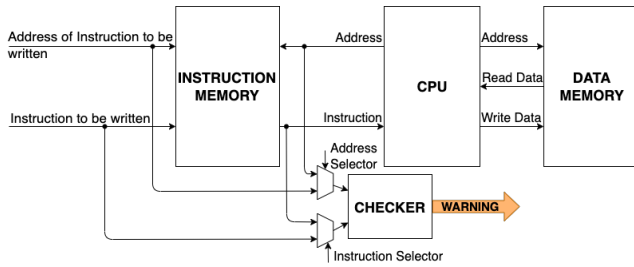 Address of Instruction to be
written
Instruction to be written
INSTRUCTION
MEMORY
Address
Instruction
CPU
Address
Read Data
Write Data
DATA
MEMORY
Address
Selector
CHECKER
WARNING
Instruction Selector